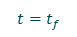 t = t_f